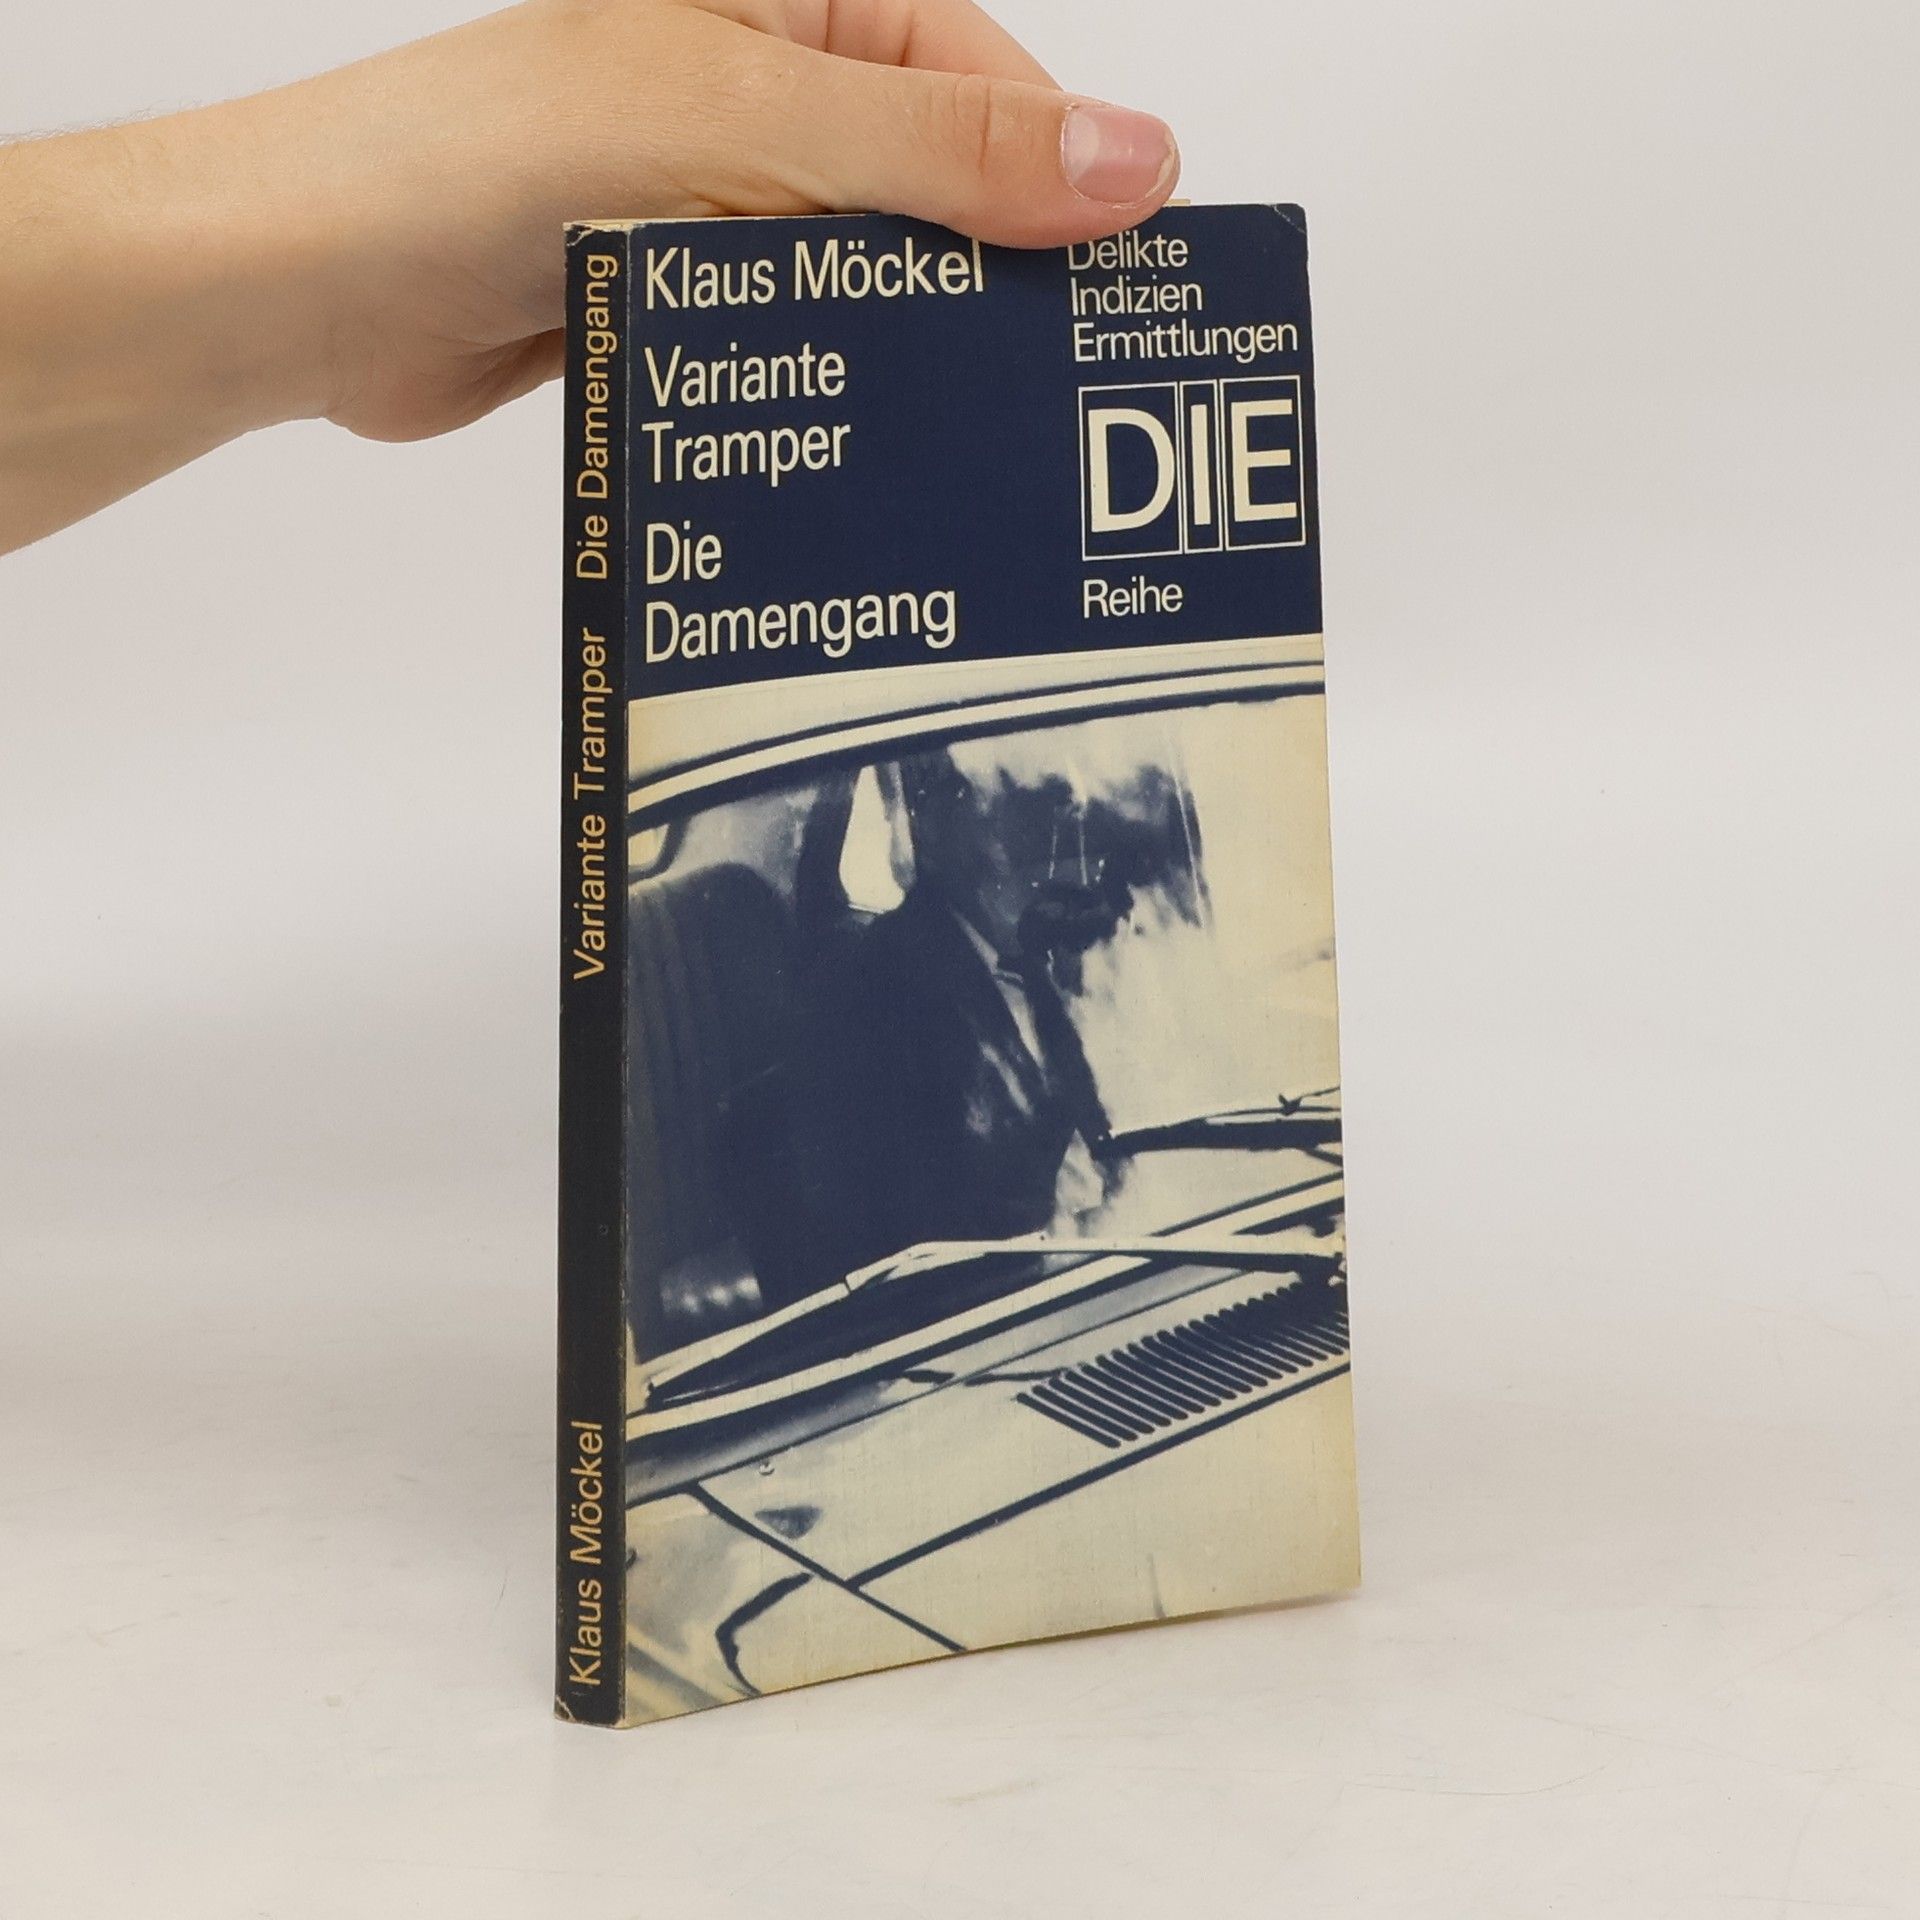 Klaus Möckel
Variante
Tramper
Die
Damengang
Delikte
Indizien
Ermittlungen
DIE
Reihe
Klaus Möckel Variante Tramper Die Damengang